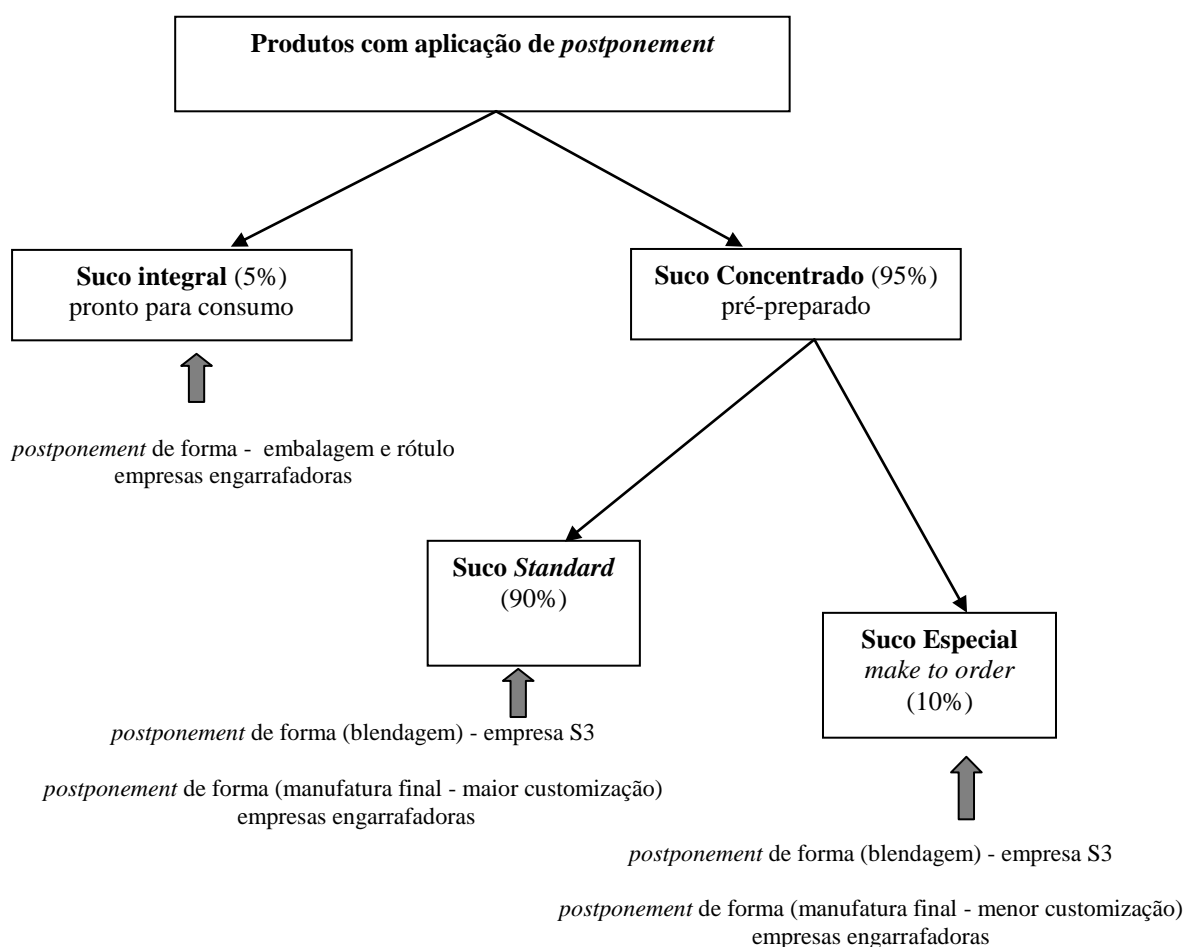 Produtos com aplicação de postponement
Suco integral (5%)
pronto para consumo
Suco Concentrado (95%)
pré-preparado
postponement de forma - embalagem e rótulo
empresas engarrafadoras
Suco Standard
(90%)
Suco Especial
make to order
(10%)
postponement de forma (blendagem) - empresa S3
postponement de forma (manufatura final - maior customização)
empresas engarrafadoras
postponement de forma (blendagem) - empresa S3
postponement de forma (manufatura final - menor customização)
empresas engarrafadoras